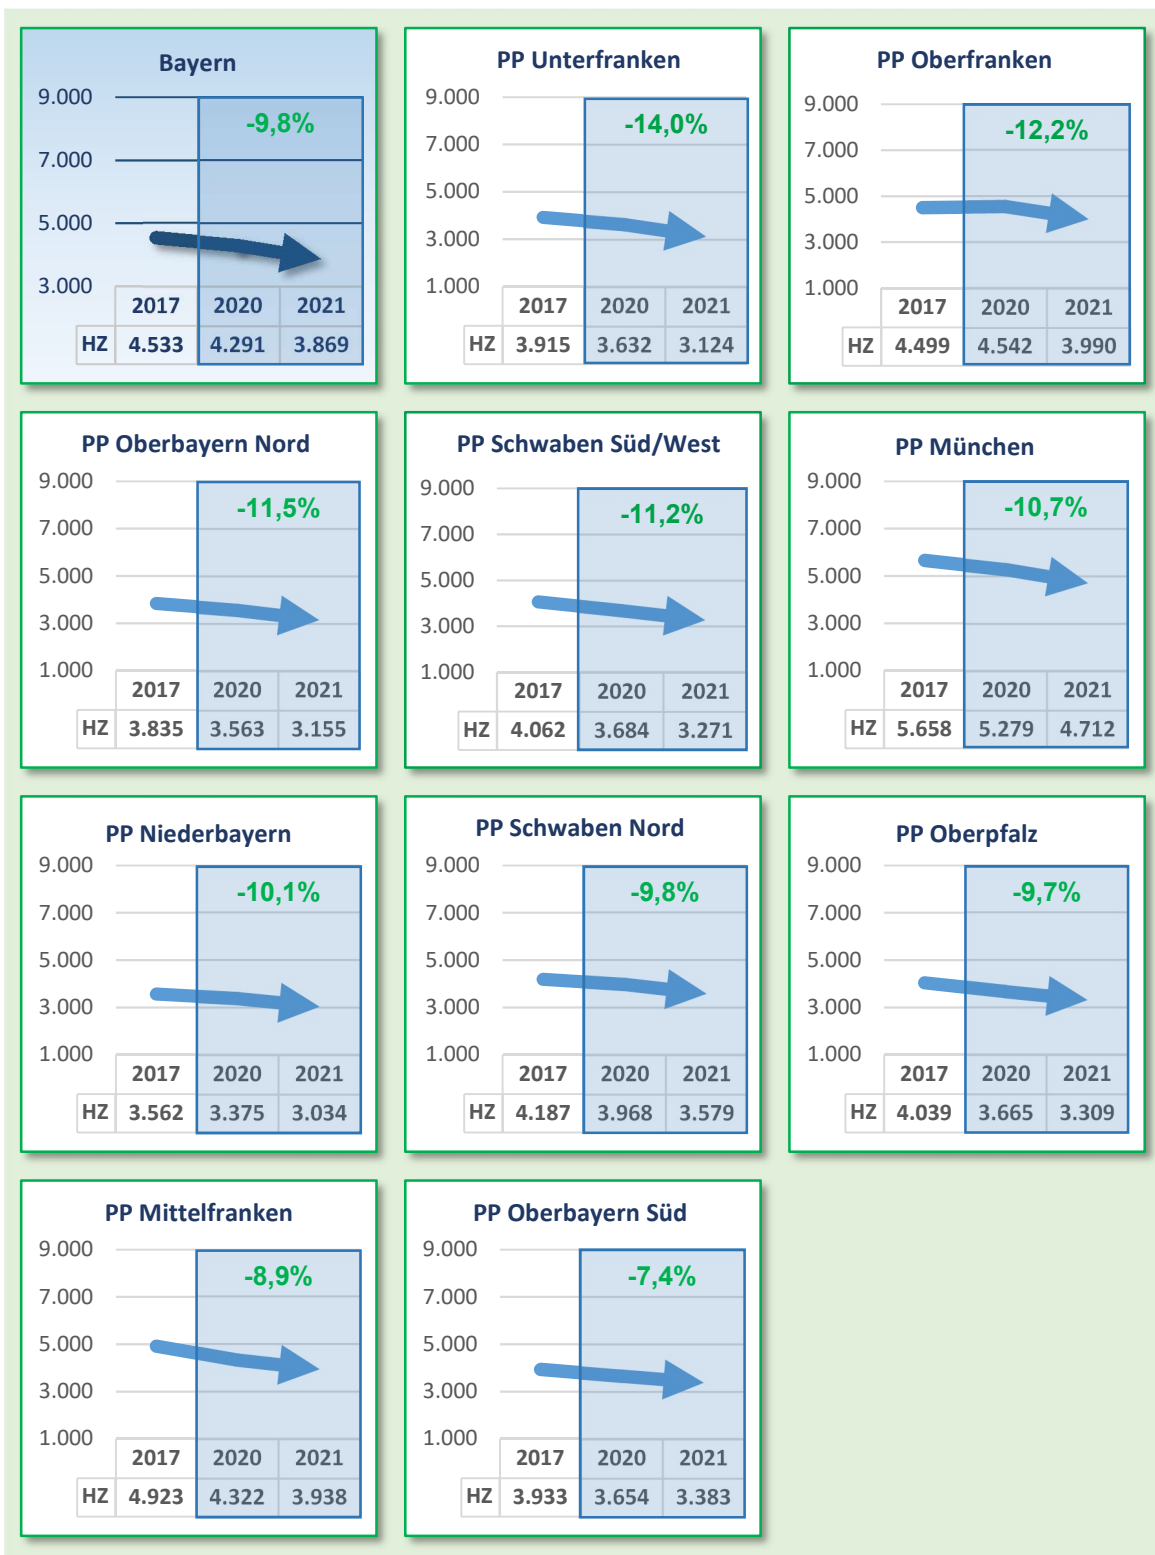 Bayern
9.000
-9,8%
7.000
5.000
3.000
2017 2020 2021
HZ 4.533 4.291 3.869
PP Unterfranken
9.000
-14,0%
7.000
5.000
3.000
1.000
2017 2020 2021
HZ 3.915 3.632 3.124
PP Oberfranken
9.000
-12,2%
7.000
5.000
3.000
1.000
2017 2020 2021
HZ 4.499 4.542 3.990
PP Oberbayern Nord
9.000
-11,5%
7.000
5.000
3.000
1.000
2017 2020 2021
HZ 3.835 3.563 3.155
PP Schwaben Süd/West
9.000
-11,2%
7.000
5.000
3.000
1.000
2017 2020 2021
HZ 4.062 3.684 3.271
PP München
9.000
-10,7%
7.000
5.000
3.000
1.000
2017 2020 2021
HZ 5.658 5.279 4.712
PP Niederbayern
9.000
-10,1%
7.000
5.000
3.000
1.000
2017 2020 2021
HZ 3.562 3.375 3.034
PP Schwaben Nord
9.000
-9,8%
7.000
5.000
3.000
1.000
2017 2020 2021
HZ 4.187 3.968 3.579
PP Oberpfalz
9.000
-9,7%
7.000
5.000
3.000
1.000
2017 2020 2021
HZ 4.039 3.665 3.309
PP Mittelfranken
9.000
-8,9%
7.000
5.000
3.000
1.000
2017 2020 2021
HZ 4.923 4.322 3.938
PP Oberbayern Süd
9.000
-7,4%
7.000
5.000
3.000
1.000
2017 2020 2021
HZ 3.933 3.654 3.383